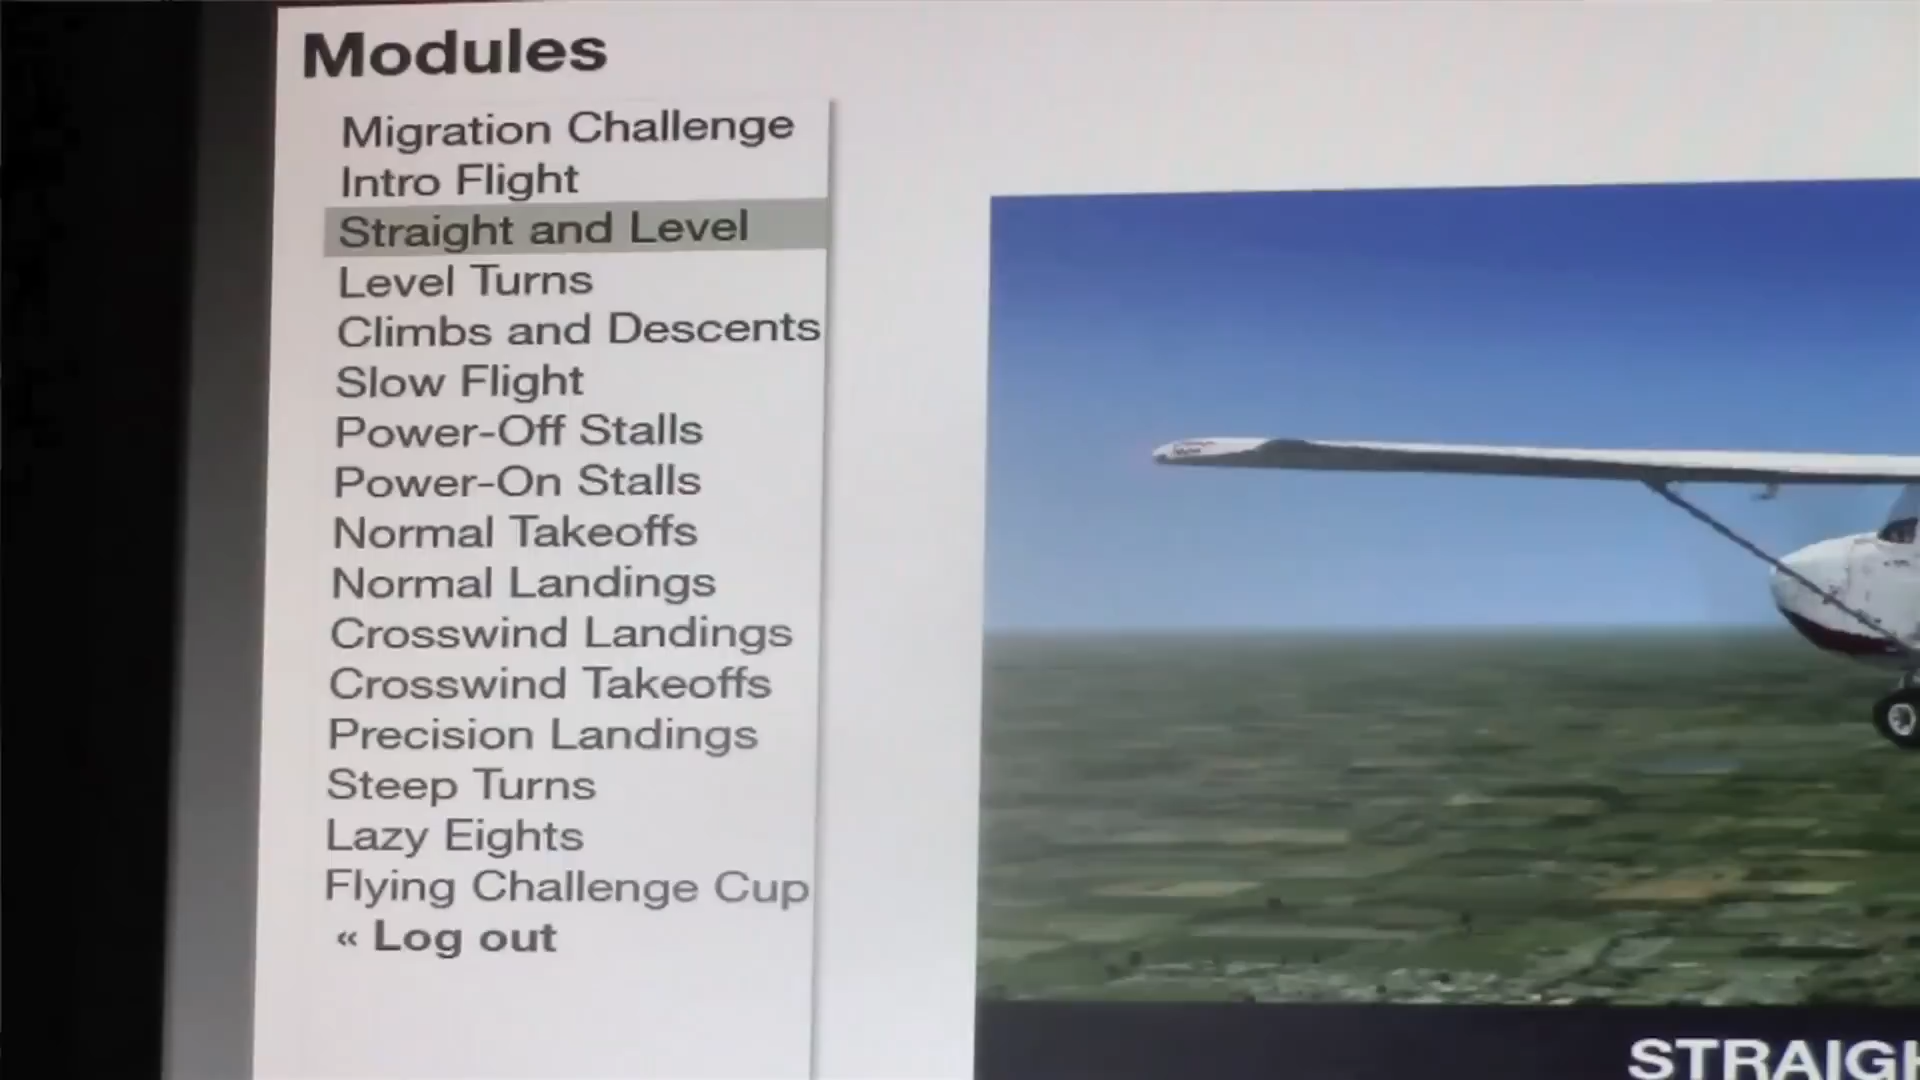 Modules
Migration Challenge
Intro Flight
Straight and Level
Level Turns
Climbs and Descents
Slow Flight
Power-Off Stalls
Power-On Stalls
Normal Takeoffs
Normal Landings
Crosswind Landings
Crosswind Takeoffs
Precision Landings
Steep Turns
Lazy Eights
Flying Challenge Cup
« Log out
STRAIGH